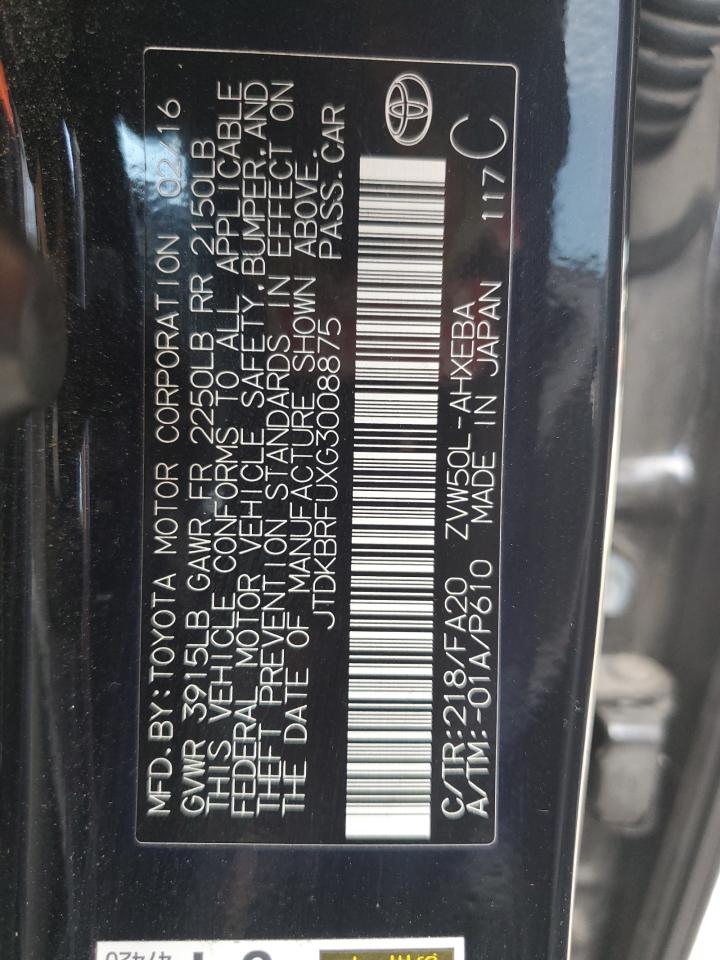 MFD.BY:TOYOTA MOTOR CORPORATION 02/16
GVWR 3915LB GAWR FR 2250LB RR 2150LB
THIS VEHICLE CONFORMS TO ALL APPLICABLE
FEDERAL MOTOR VEHICLE SAFETY,BUMPER,AND
THEFT PREVENTION STANDARDS IN EFFECT ON
THE DATE OF MANUFACTURE SHOWN ABOVE.
JTDKBRFUXG3008875 PASS.CAR
C/TR:218/FA20 ZVW50L-AHXEBA
A/TM:-01A/P610 MADE IN JAPAN 117 C
47420